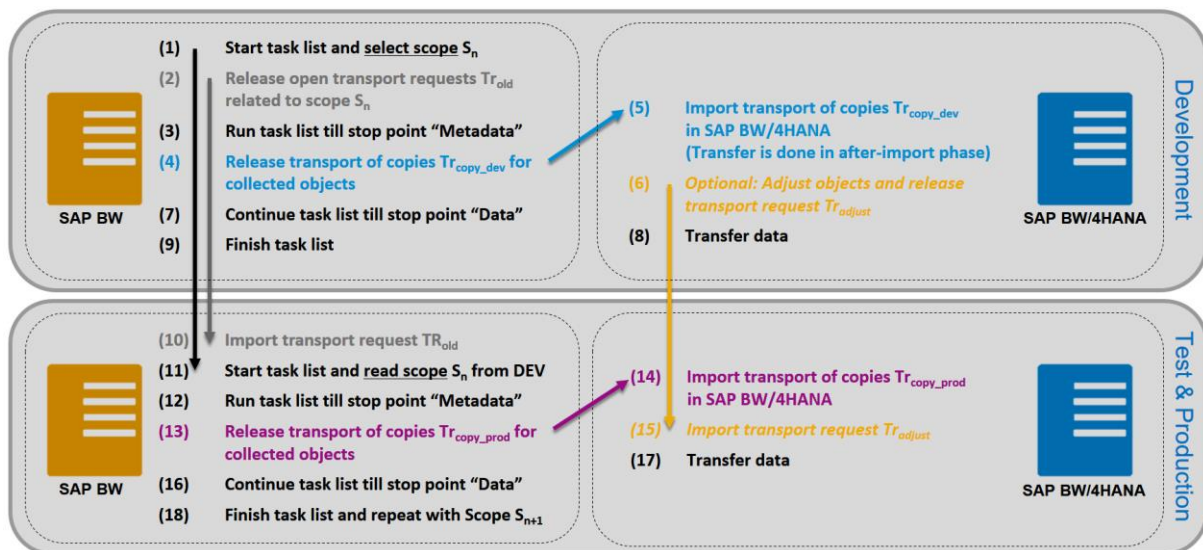 (1) Start task list and select scope Sn
(2) Release open transport requests Trold
related to scope Sn
(3) Run task list till stop point “Metadata”
(4) Release transport of copies Trcopy_dev for
collected objects
(7) Continue task list till stop point “Data”
(9) Finish task list
SAP BW
(5) Import transport of copies Trcopy_dev
in SAP BW/4HANA
(Transfer is done in after-import phase)
(6) Optional: Adjust objects and release
transport request Tradjust
(8) Transfer data
SAP BW/4HANA
Development
(10) Import transport request TRold
(11) Start task list and read scope Sn from DEV
(12) Run task list till stop point “Metadata”
(13) Release transport of copies Trcopy_prod for
collected objects
(16) Continue task list till stop point “Data”
(18) Finish task list and repeat with Scope Sn+1
SAP BW
(14) Import transport of copies Trcopy_prod
in SAP BW/4HANA
(15) Import transport request Tradjust
(17) Transfer data
SAP BW/4HANA
Test & Production